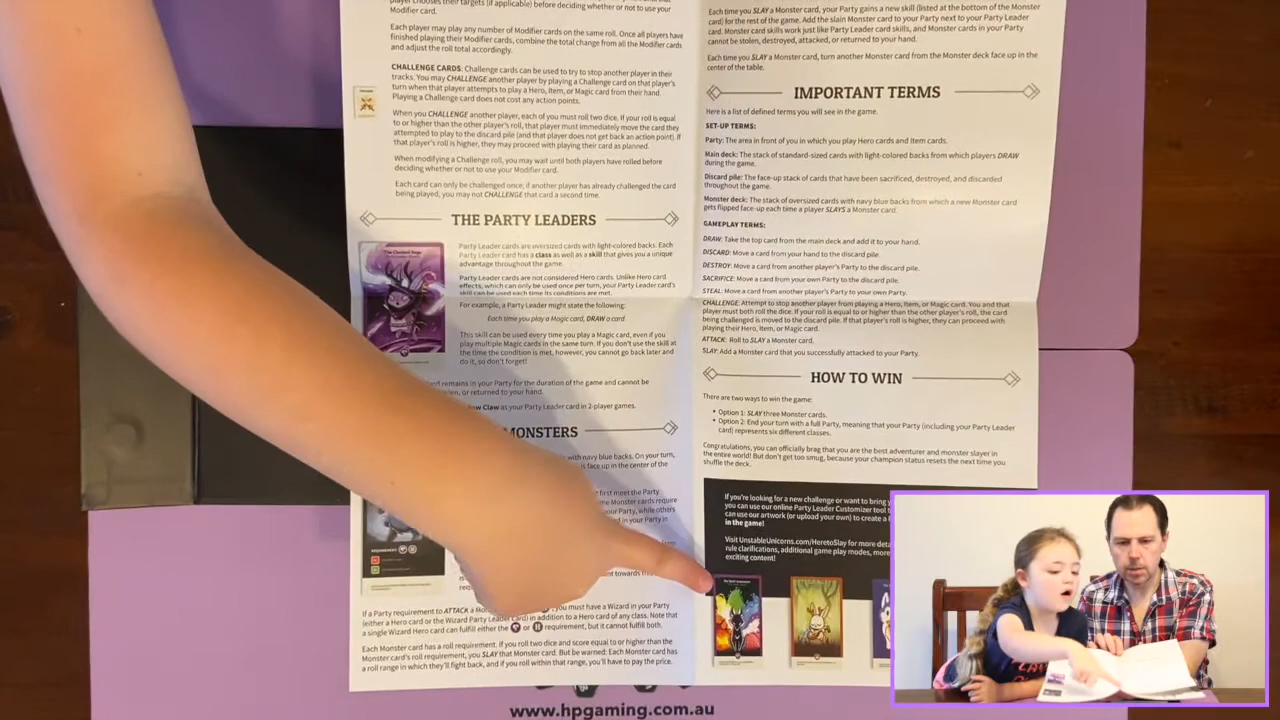 player chooses their targets (if applicable) before deciding whether or not to use your
Modifier card.
Each player may play any number of Modifier cards on the same roll. Once all players have
finished playing their Modifier cards, combine the total change from all the Modifier cards
and adjust the roll total accordingly.
CHALLENGE CARDS: Challenge cards can be used to try to stop another player in their
tracks. You may CHALLENGE another player by playing a Challenge card on that player's
turn when that player attempts to play a Hero, Item, or Magic card from their hand.
Playing a Challenge card does not cost any action points.
When you CHALLENGE another player, each of you must roll two dice. If your roll is equal
to or higher than the other player's roll, that player must immediately move the card they
attempted to play to the discard pile (and that player does not get back an action point). If
that player's roll is higher, they may proceed with playing their card as planned.
When modifying a Challenge roll, you may wait until both players have rolled before
deciding whether or not to use your Modifier card.
Each card can only be challenged once; if another player has already challenged the card
being played, you may not CHALLENGE that card a second time.
THE PARTY LEADERS
Party Leader cards are oversized cards with light-colored backs. Each
Party Leader card has a class as well as a skill that gives you a unique
advantage throughout the game.
Party Leader cards are not considered Hero cards. Unlike Hero card
effects, which can only be used once per turn, your Party Leader card's
skill can be used each time its conditions are met.
For example, a Party Leader might state the following:
Each time you play a Magic card, DRAW a card.
This skill can be used every time you play a Magic card, even if you
play multiple Magic cards in the same turn. If you don't use the skill at
the time the condition is met, however, you cannot go back later and
do it, so don't forget!
remains in your Party for the duration of the game and cannot be
or returned to your hand.
Claw as your Party Leader card in 2-player games.
MONSTERS
with navy blue backs. On your turn,
is face up in the center of the
first meet the Party
Monster cards require
your Party, while others
in your Party in
towards
If a Party requirement to ATTACK a
you must have a Wizard in your Party
(either a Hero card or the Wizard Party Leader card) in addition to a Hero card of any class. Note that
a single Wizard Hero card can fulfill either the or requirement, but it cannot fulfill both.
Each Monster card has a roll requirement. If you roll two dice and score equal to or higher than the
Monster card's roll requirement, you SLAY that Monster card. But be warned: Each Monster card has
a roll range in which they'll fight back, and if you roll within that range, you'll have to pay the price.
Each time you SLAY a Monster card, your Party gains a new skill (listed at the bottom of the Monster
card) for the rest of the game. Add the slain Monster card to your Party next to your Party Leader
card. Monster card skills work just like Party Leader card skills, and Monster cards in your Party
cannot be stolen, destroyed, attacked, or returned to your hand.
Each time you SLAY a Monster card, turn another Monster card from the Monster deck face up in the
center of the table.
IMPORTANT TERMS
Here is a list of defined terms you will see in the game.
SET-UP TERMS:
Party: The area in front of you in which you play Hero cards and Item cards.
Main deck: The stack of standard-sized cards with light-colored backs from which players DRAW
during the game.
Discard pile: The face-up stack of cards that have been sacrificed, destroyed, and discarded
throughout the game.
Monster deck: The stack of oversized cards with navy blue backs from which a new Monster card
gets flipped face-up each time a player SLAYS a Monster card.
GAMEPLAY TERMS:
DRAW: Take the top card from the main deck and add it to your hand.
DISCARD: Move a card from your hand to the discard pile.
DESTROY: Move a card from another player's Party to the discard pile.
SACRIFICE: Move a card from your own Party to the discard pile.
STEAL: Move a card from another player's Party to your own Party.
CHALLENGE: Attempt to stop another player from playing a Hero, Item, or Magic card. You and that
player must both roll the dice. If your roll is equal to or higher than the other player's roll, the card
being challenged is moved to the discard pile. If that player's roll is higher, they can proceed with
playing their Hero, Item, or Magic card.
ATTACK: Roll to SLAY a Monster card.
SLAY: Add a Monster card that you successfully attacked to your Party.
HOW TO WIN
There are two ways to win the game:
• Option 1: SLAY three Monster cards.
• Option 2: End your turn with a full Party, meaning that your Party (including your Party Leader
card) represents six different classes.
Congratulations, you can officially brag that you are the best adventurer and monster slayer in
the entire world! But don't get too smug, because your champion status resets the next time you
shuffle the deck.
If you're looking for a new challenge or want to bring
you can use our online Party Leader Customizer tool
can use our artwork (or upload your own) to create a
in the game!
Visit UnstableUnicorns.com/HeretoSlay for more
rule clarifications, additional game play modes, more
exciting content!
www.hpgaming.com.au